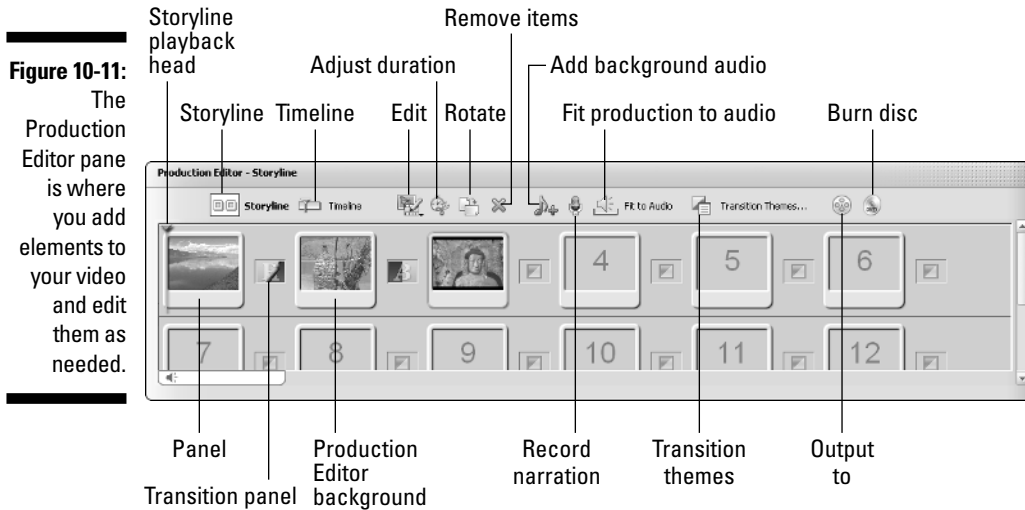 Figure 10-11:
The
Production
Editor pane
is where
you add
elements to
your video
and edit
them as
needed.
Storyline
playback
head
Remove items
Adjust duration
Add background audio
Storyline
Timeline
Edit
Rotate
Fit production to audio
Burn disc
Production Editor - Storyline
Storyline
Timeline
Fit to Audio
Transition Themes...
4
5
6
7
8
9
10
11
12
Panel
Transition panel
Production
Editor
background
Record
narration
Transition
themes
Output
to